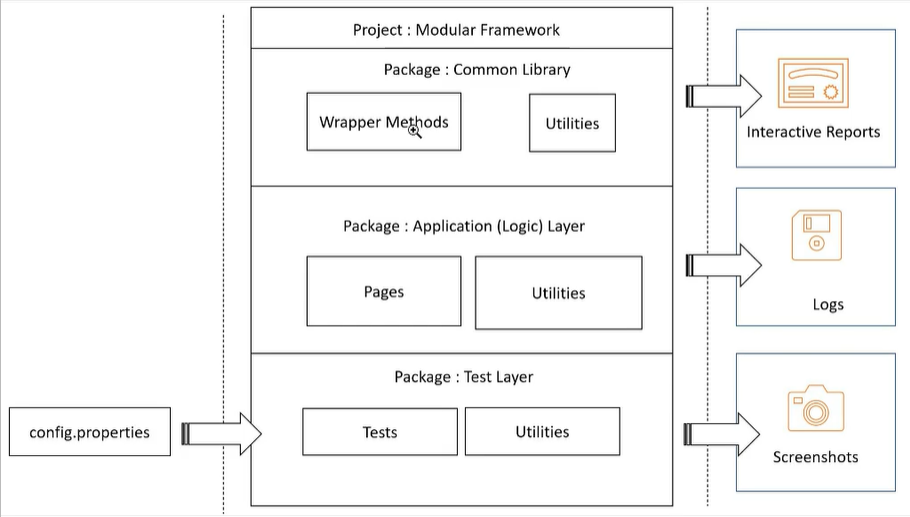 Project : Modular Framework
Package : Common Library
Wrapper Methods
Utilities
Interactive Reports
Package : Application (Logic) Layer
Pages
Utilities
Logs
Package : Test Layer
config.properties
Tests
Utilities
Screenshots